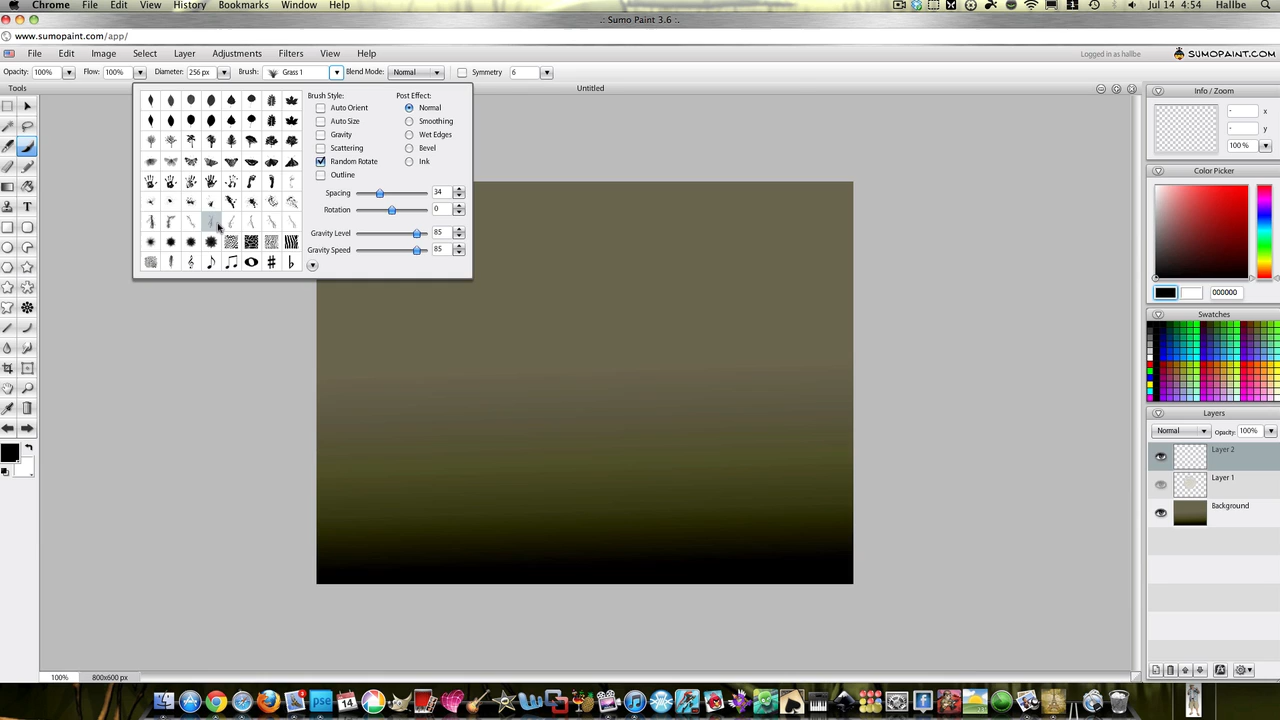 Chrome File Edit View History Bookmarks Window Help 1 Jul 14 4:54 Hallbe
.: Sumo Paint 3.6 :.
www.sumopaint.com/app/
File Edit Image Select Layer Adjustments Filters View Help Logged in as hallbe SUMOPAINT.COM
Opacity: 100% Flow: 100% Diameter: 256 px Brush: Grass 1 Blend Mode: Normal Symmetry 6
Tools Untitled Info / Zoom
Brush Style: Post Effect:
Auto Orient Normal
Auto Size Smoothing
Gravity Wet Edges
Scattering Bevel
Random Rotate Ink
Outline
Spacing 34
Rotation 0
Gravity Level 85
Gravity Speed 85
- x
- y
100%
Color Picker
000000
Swatches
Layers
Normal Opacity: 100%
Layer 2
Layer 1
Background
T
100% 800x600 px
pse
14